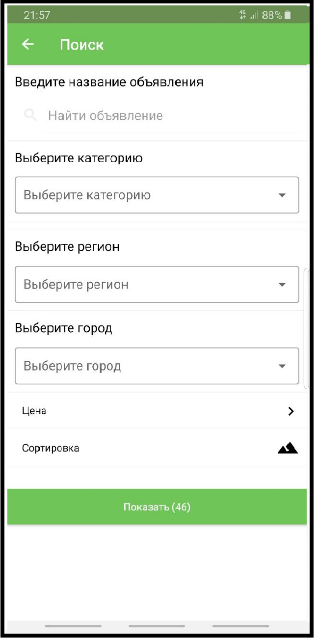 21:57 88%
Поиск
Введите название объявления
Найти объявление
Выберите категорию
Выберите категорию
Выберите регион
Выберите регион
Выберите город
Выберите город
Цена
Сортировка
Показать (46)